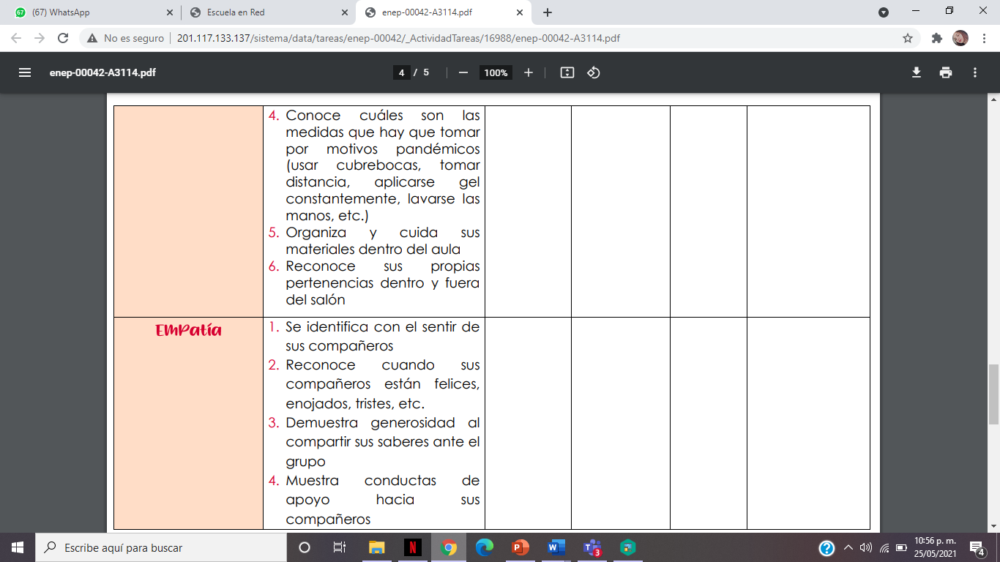 (67) WhatsApp
Escuela en Red
enep-00042-A3114.pdf
No es seguro | 201.117.133.137/sistema/data/tareas/enep-00042/_ActividadTareas/16988/enep-00042-A3114.pdf
enep-00042-A3114.pdf
4 / 5
100%
4. Conoce cuáles son las
medidas que hay que tomar
por motivos pandémicos
(usar cubrebocas, tomar
distancia, aplicarse gel
constantemente, lavarse las
manos, etc.)
5. Organiza y cuida sus
materiales dentro del aula
6. Reconoce sus propias
pertenencias dentro y fuera
del salón
EMPatía
1. Se identifica con el sentir de
sus compañeros
2. Reconoce cuando sus
compañeros están felices,
enojados, tristes, etc.
3. Demuestra generosidad al
compartir sus saberes ante el
grupo
4. Muestra conductas de
apoyo hacia sus
compañeros
Escribe aquí para buscar
10:56 p. m.
25/05/2021